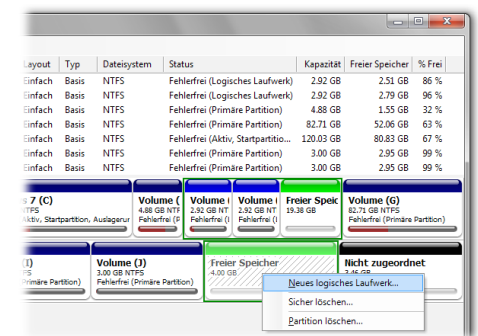 Layout Typ Dateisystem Status Kapazität Freier Speicher % Frei
Einfach Basis NTFS Fehlerfrei (Logisches Laufwerk) 2.92 GB 2.51 GB 86 %
Einfach Basis NTFS Fehlerfrei (Logisches Laufwerk) 2.92 GB 2.79 GB 96 %
Einfach Basis NTFS Fehlerfrei (Primäre Partition) 4.88 GB 1.55 GB 32 %
Einfach Basis NTFS Fehlerfrei (Primäre Partition) 82.71 GB 52.06 GB 63 %
Einfach Basis NTFS Fehlerfrei (Aktiv, Startpartitio... 120.03 GB 80.83 GB 67 %
Einfach Basis NTFS Fehlerfrei (Primäre Partition) 3.00 GB 2.95 GB 99 %
Einfach Basis NTFS Fehlerfrei (Primäre Partition) 3.00 GB 2.95 GB 99 %
s 7 (C) Volume ( Volume ( Volume ( Freier Speic Volume (G)
NTFS 4.88 GB NTF 2.92 GB NT 2.92 GB NT 19.38 GB 82.71 GB NTFS
Aktiv, Startpartition, Auslagerur Fehlerfrei (P Fehlerfrei (l Fehlerfrei (l Fehlerfrei (Primäre Partition)
(I) Volume (J) Freier Speicher Nicht zugeordnet
NTFS 3.00 GB NTFS 4.00 GB 3.46 GB
Primäre Partition) Fehlerfrei (Primäre Partition)
Neues logisches Laufwerk...
Sicher löschen...
Partition löschen...